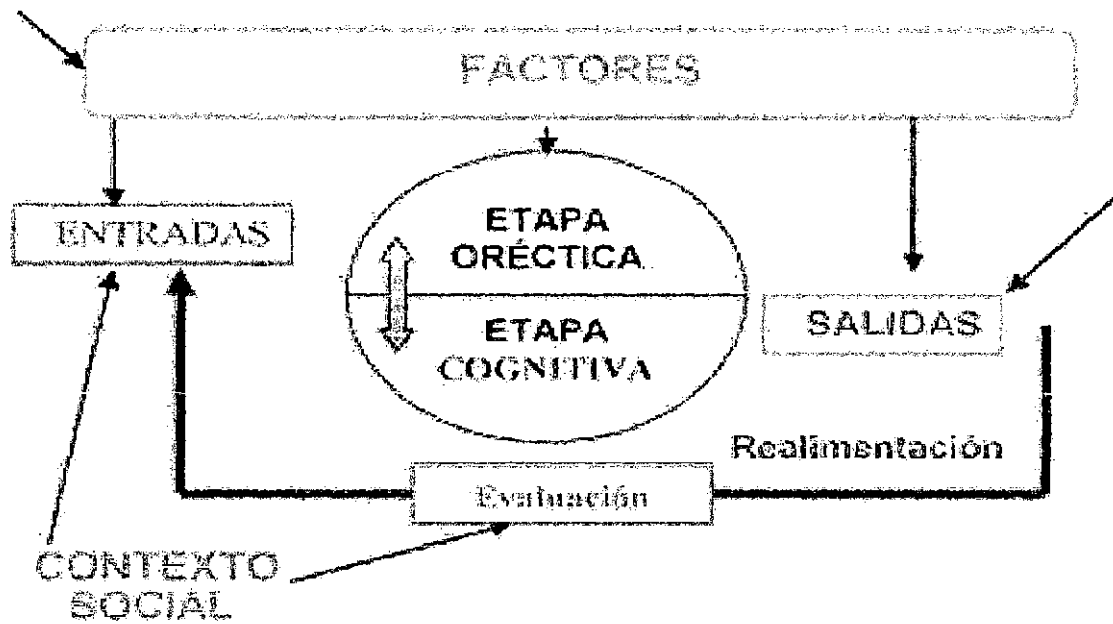 FACTORES
ENTRADAS
ETAPA
ORÉCTICA
ETAPA
COGNITIVA
SALIDAS
Realimentación
Evaluación
CONTEXTO
SOCIAL